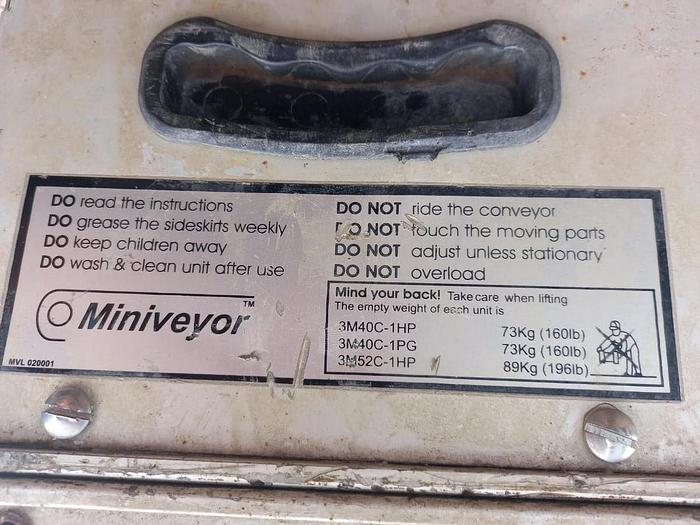 DO read the instructions
DO grease the sideskirts weekly
DO keep children away
DO wash & clean unit after use
Miniveyor™
MVL 020001
DO NOT ride the conveyor
DO NOT touch the moving parts
DO NOT adjust unless stationary
DO NOT overload
Mind your back! Take care when lifting
The empty weight of each unit is
3M40C-1HP 73Kg (160lb)
3M40C-1PG 73Kg (160lb)
3M52C-1HP 89Kg (196lb)